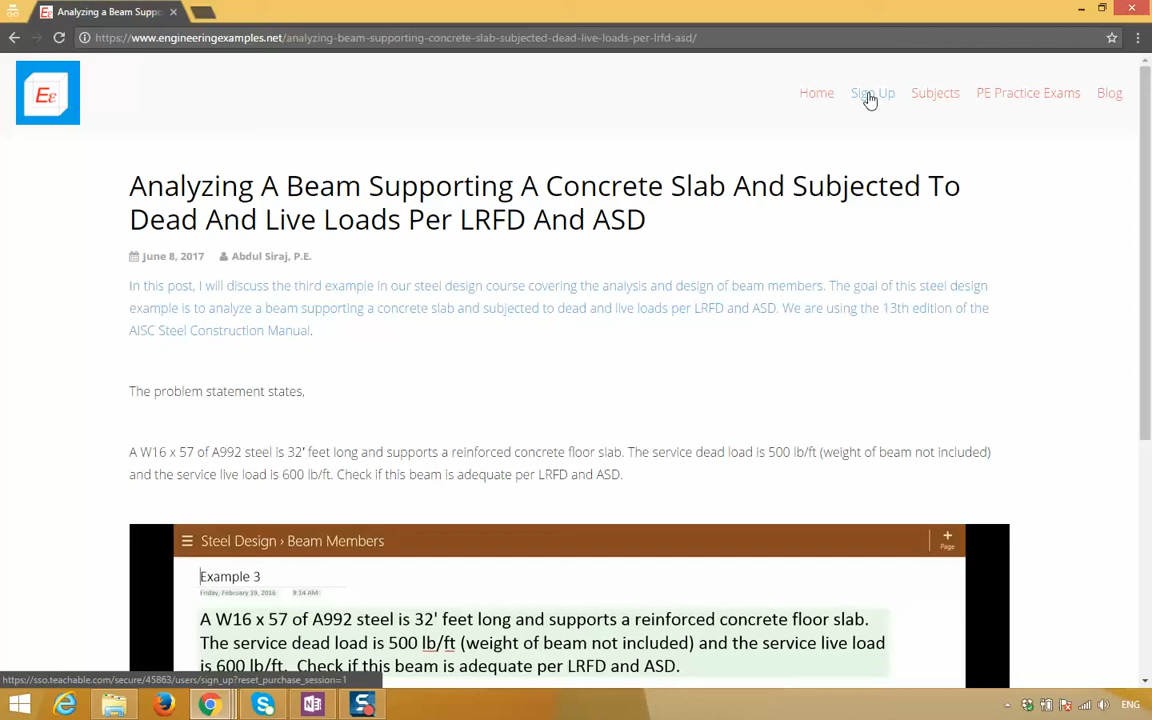 Analyzing a Beam Suppo
https://www.engineeringexamples.net/analyzing-beam-supporting-concrete-slab-subjected-dead-live-loads-per-lrfd-asd/
Eε
Home Sign Up Subjects PE Practice Exams Blog
Analyzing A Beam Supporting A Concrete Slab And Subjected To
Dead And Live Loads Per LRFD And ASD
June 8, 2017 Abdul Siraj, P.E.
In this post, I will discuss the third example in our steel design course covering the analysis and design of beam members. The goal of this steel design
example is to analyze a beam supporting a concrete slab and subjected to dead and live loads per LRFD and ASD. We are using the 13th edition of the
AISC Steel Construction Manual.
The problem statement states,
A W16 x 57 of A992 steel is 32′ feet long and supports a reinforced concrete floor slab. The service dead load is 500 lb/ft (weight of beam not included)
and the service live load is 600 lb/ft. Check if this beam is adequate per LRFD and ASD.
Steel Design › Beam Members
Page
Example 3
Friday, February 19, 2016 9:14 AM
A W16 x 57 of A992 steel is 32' feet long and supports a reinforced concrete floor slab.
The service dead load is 500 lb/ft (weight of beam not included) and the service live load
is 600 lb/ft. Check if this beam is adequate per LRFD and ASD.
https://sso.teachable.com/secure/45863/users/sign_up?reset_purchase_session=1
ENG